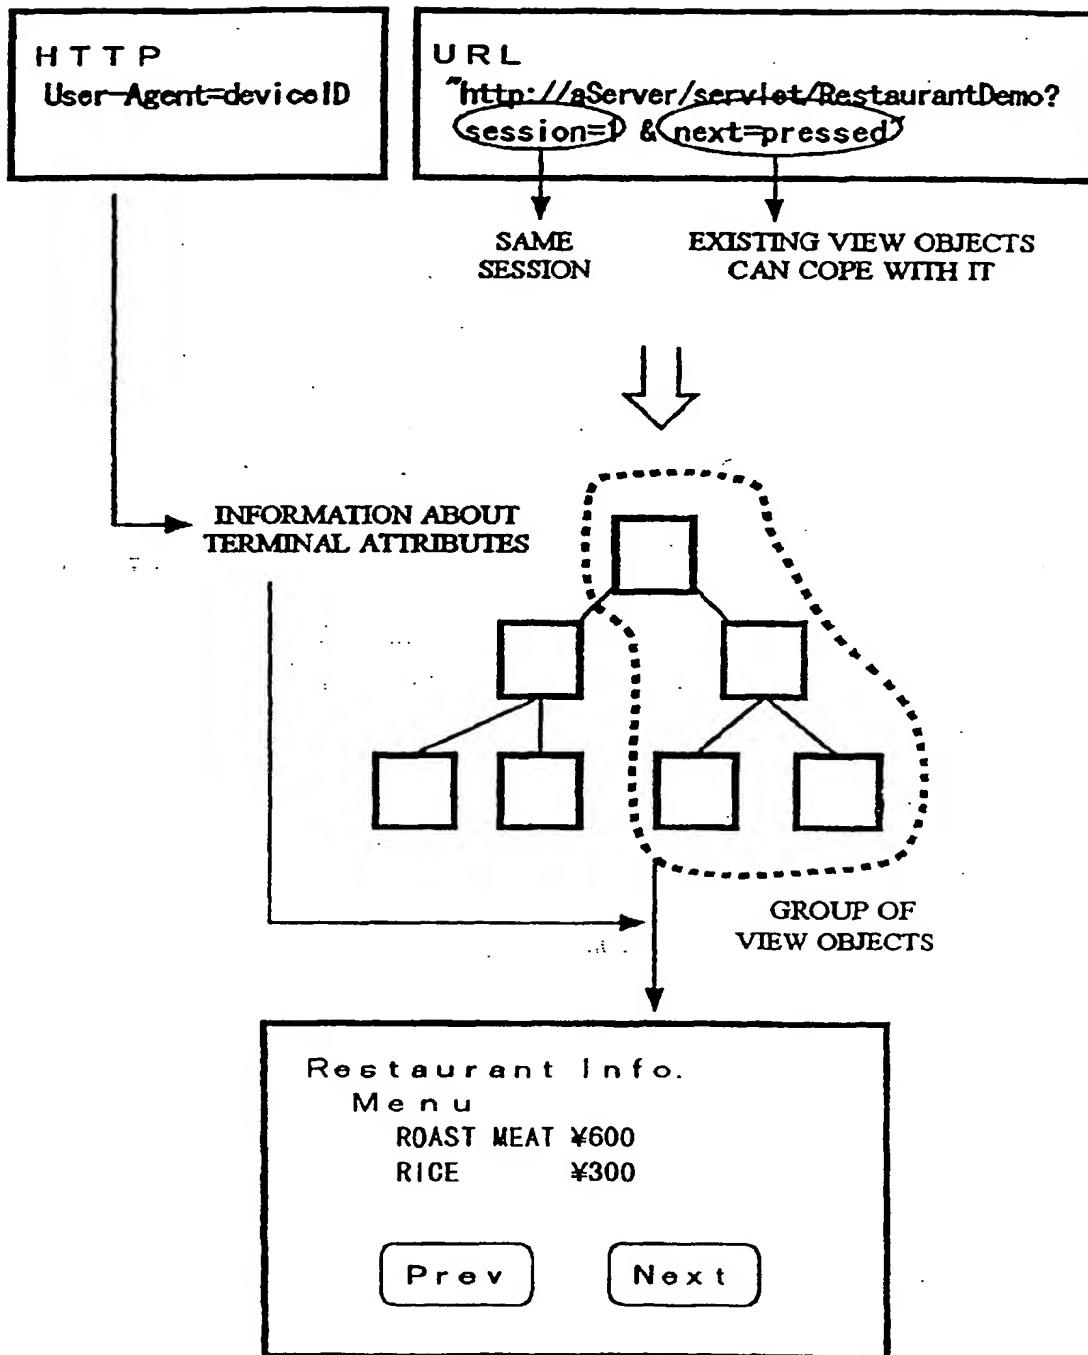 HTTP
User-Agent=deviceID
URL
"http://aServer/servlet/RestaurantDemo?
session=1 & next=pressed"
SAME
SESSION
EXISTING VIEW OBJECTS
CAN COPE WITH IT
INFORMATION ABOUT
TERMINAL ATTRIBUTES
GROUP OF
VIEW OBJECTS
Restaurant Info.
Menu
ROAST MEAT ¥600
RICE ¥300
Prev
Next